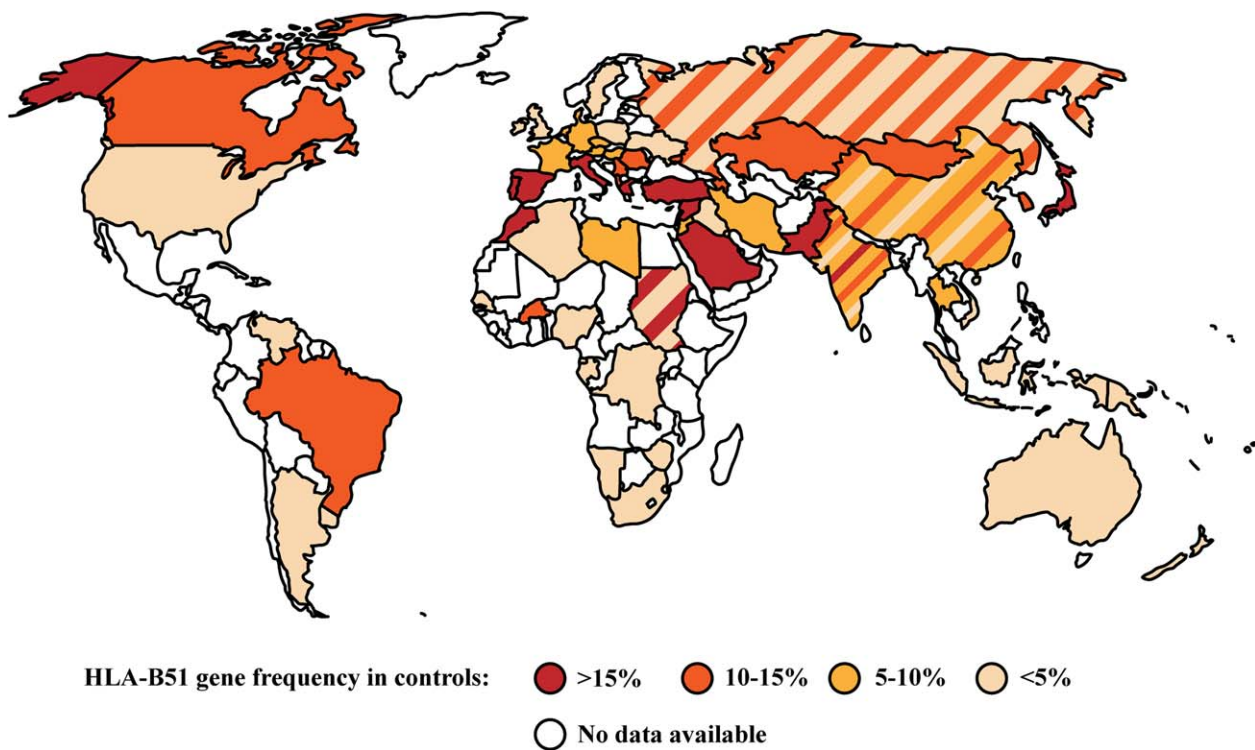 HLA-B51 gene frequency in controls: >15% 10-15% 5-10% <5%
No data available